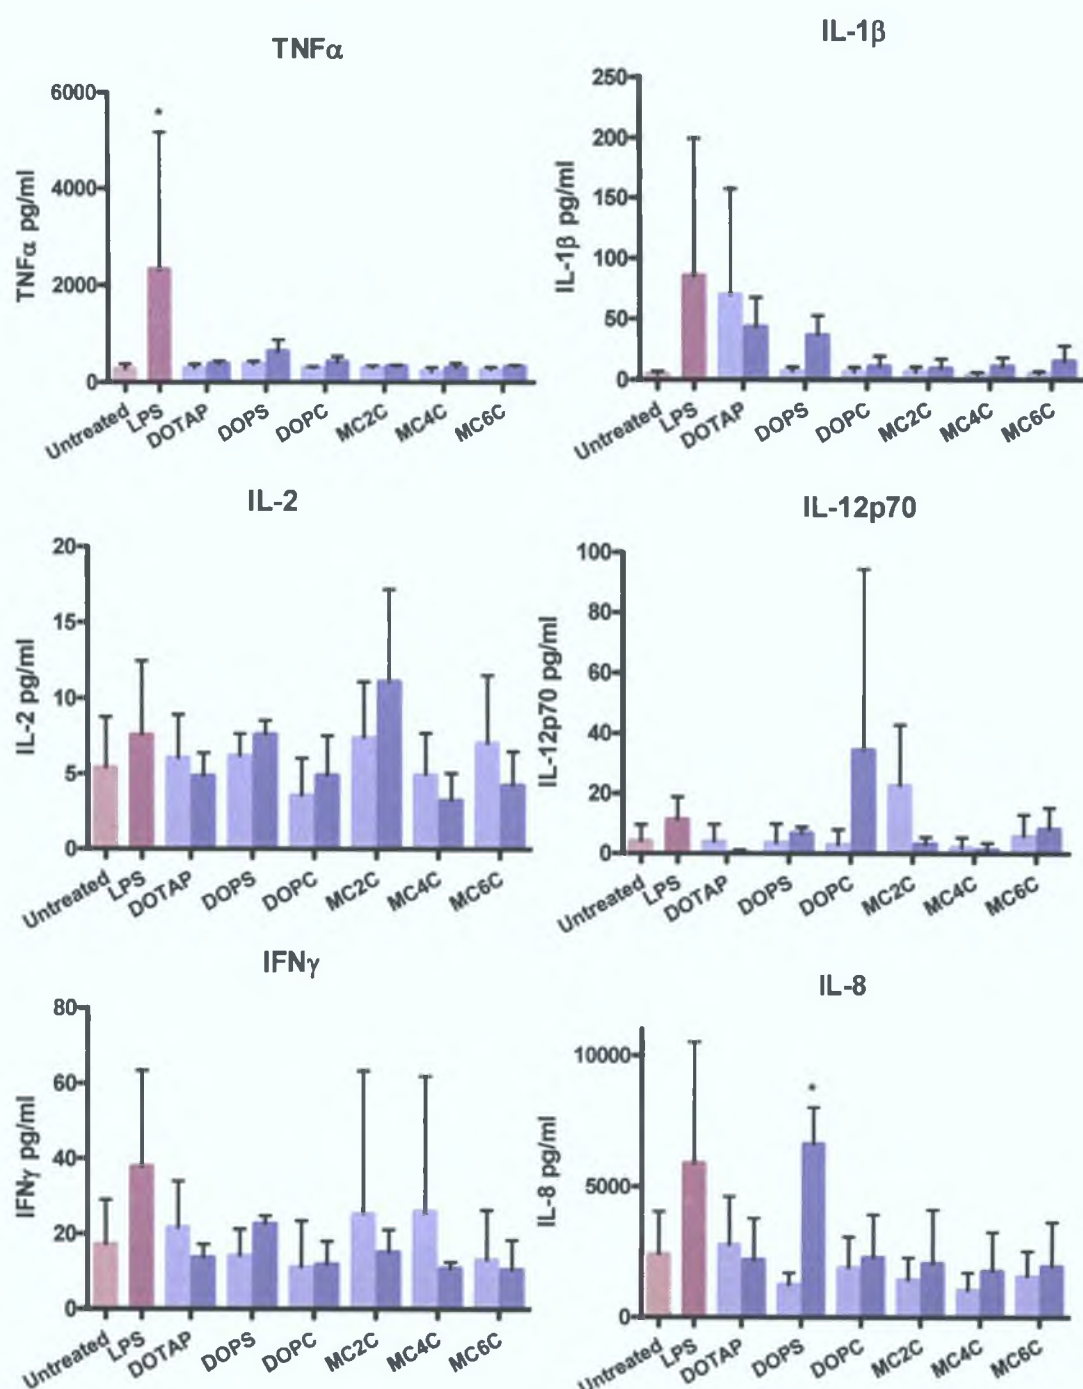 TNFα
6000
4000
2000
0
TNFα pg/ml
*
Untreated
LPS
DOTAP
DOPS
DOPC
MC2C
MC4C
MC6C
IL-1β
250
200
150
100
50
0
IL-1β pg/ml
Untreated
LPS
DOTAP
DOPS
DOPC
MC2C
MC4C
MC6C
IL-2
20
15
10
5
0
IL-2 pg/ml
Untreated
LPS
DOTAP
DOPS
DOPC
MC2C
MC4C
MC6C
IL-12p70
100
80
60
40
20
0
IL-12p70 pg/ml
Untreated
LPS
DOTAP
DOPS
DOPC
MC2C
MC4C
MC6C
IFNγ
80
60
40
20
0
IFNγ pg/ml
Untreated
LPS
DOTAP
DOPS
DOPC
MC2C
MC4C
MC6C
IL-8
10000
5000
0
IL-8 pg/ml
*
Untreated
LPS
DOTAP
DOPS
DOPC
MC2C
MC4C
MC6C